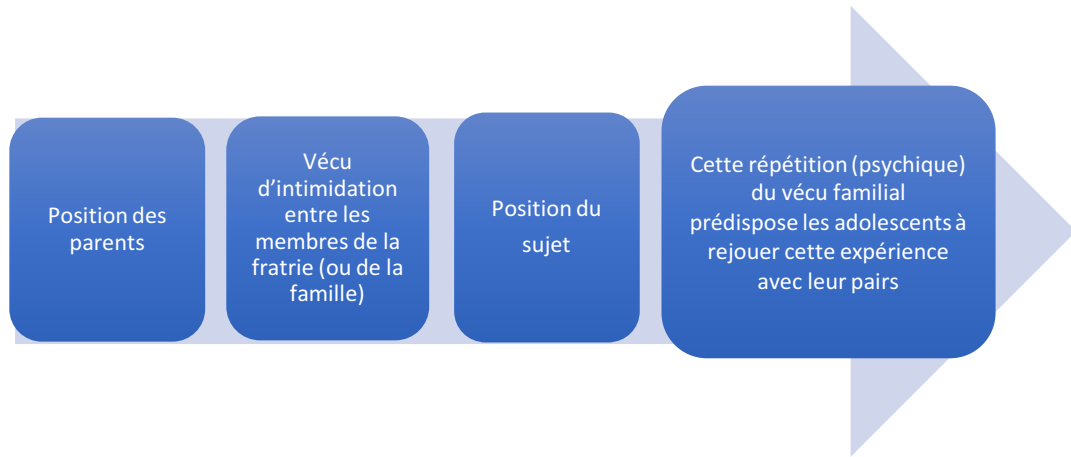 Position des
parents
Vécu
d'intimidation
entre les
membres de la
fratrie (ou de la
famille)
Position du
sujet
Cette répétition (psychique)
du vécu familial
prédispose les adolescents à
rejouer cette expérience
avec leur pairs